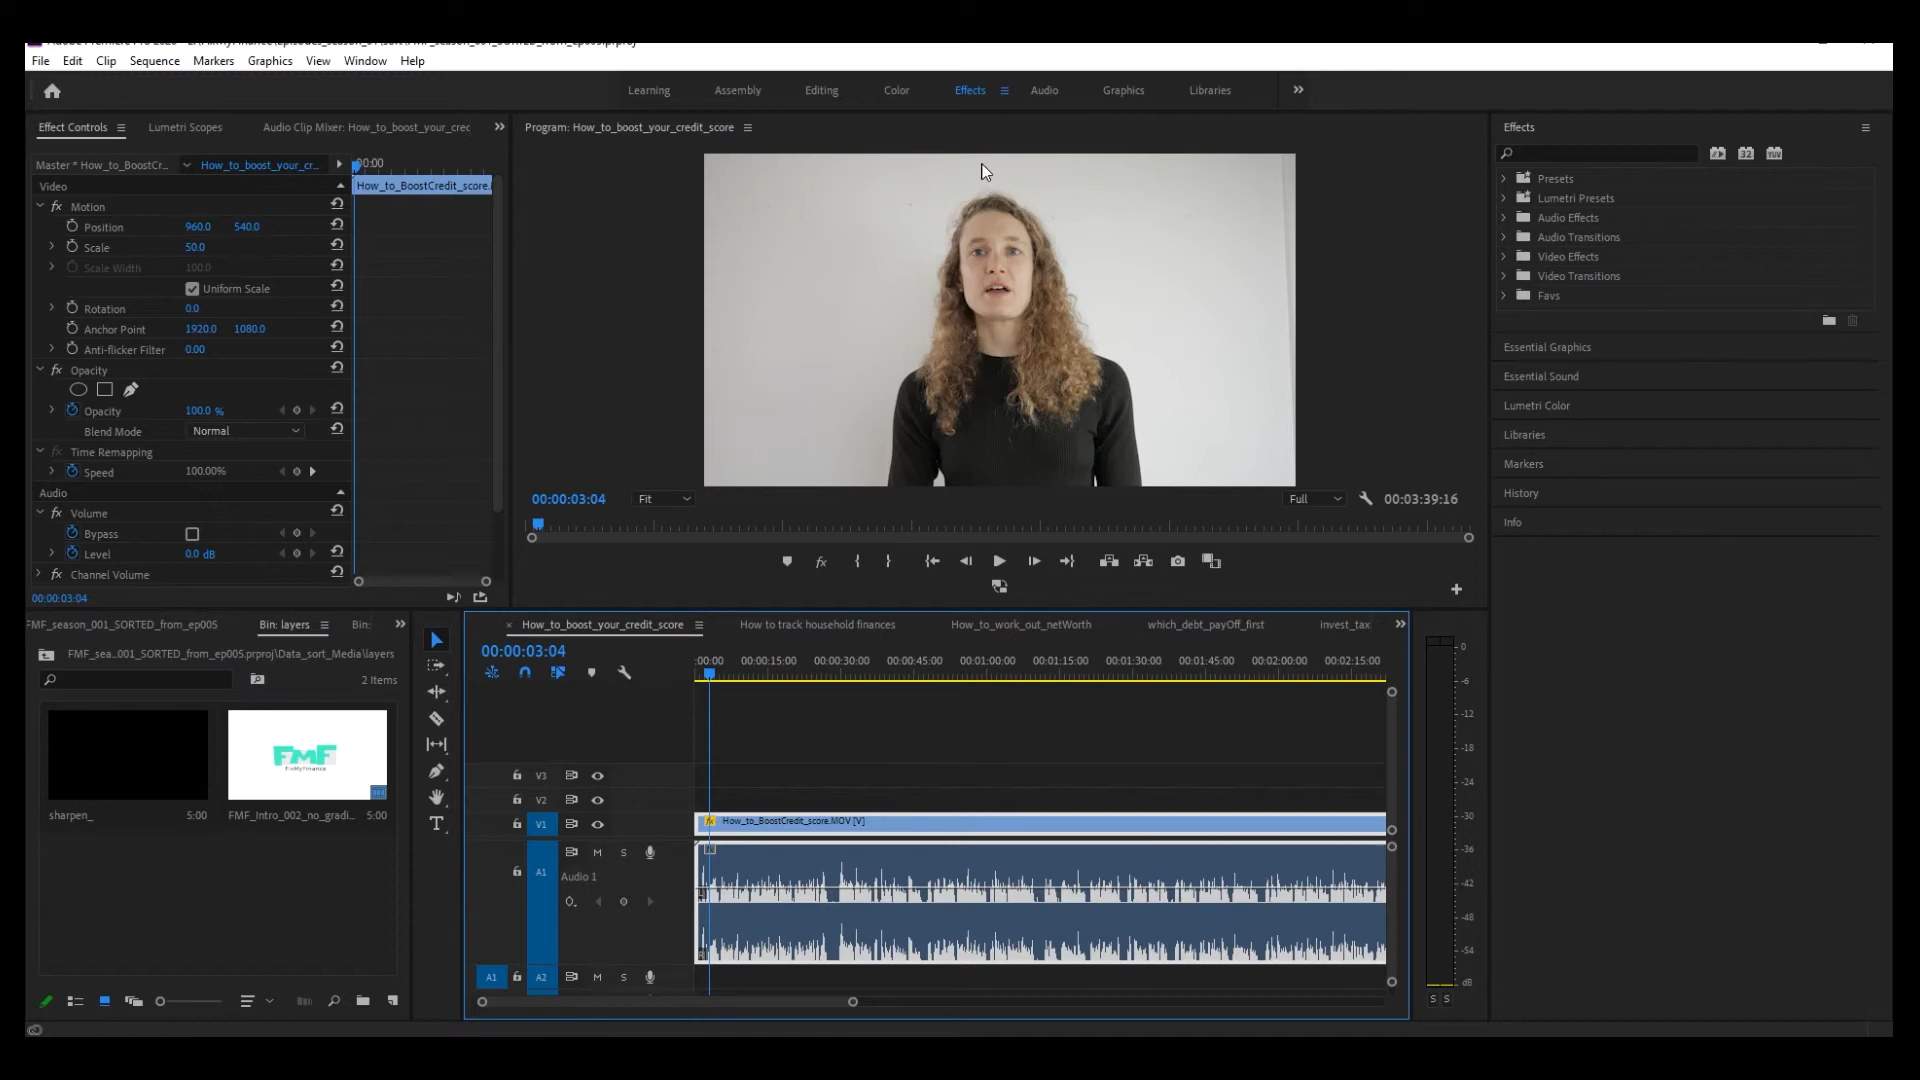 File Edit Clip Sequence Markers Graphics View Window Help
Learning Assembly Editing Color Effects Audio Graphics Libraries
Effect Controls Lumetri Scopes Audio Clip Mixer: How_to_boost_your_crec
Program: How_to_boost_your_credit_score
Effects
Master * How_to_BoostCr... How_to_boost_your_cr...
:00:00
Video
How_to_BoostCredit_score.
fx Motion
Position 960.0 540.0
Scale 50.0
Scale Width 100.0
Uniform Scale
Rotation 0.0
Anchor Point 1920.0 1080.0
Anti-flicker Filter 0.00
fx Opacity
Opacity 100.0 %
Blend Mode Normal
fx Time Remapping
Speed 100.00%
Audio
fx Volume
Bypass
Level 0.0 dB
fx Channel Volume
00:00:03:04
00:00:03:04 Fit Full 00:03:39:16
fx
32 YUV
Presets
Lumetri Presets
Audio Effects
Audio Transitions
Video Effects
Video Transitions
Favs
Essential Graphics
Essential Sound
Lumetri Color
Libraries
Markers
History
Info
FMF_season_001_SORTED_from_ep005 Bin: layers Bin:
FMF_sea...001_SORTED_from_ep005.prproj\Data_sort_Media\layers
2 Items
FMF
FixMyFinance
sharpen_ 5:00
FMF_Intro_002_no_gradi... 5:00
How_to_boost_your_credit_score How to track household finances How_to_work_out_netWorth which_debt_payOff_first invest_tax
00:00:03:04
:00:00 00:00:15:00 00:00:30:00 00:00:45:00 00:01:00:00 00:01:15:00 00:01:30:00 00:01:45:00 00:02:00:00 00:02:15:00
V3
V2
V1
fx How_to_BoostCredit_score.MOV [V]
A1 M S
Audio 1
A1 A2 M S
T
0
-6
-12
-18
-24
-30
-36
-42
-48
-54
dB
S S